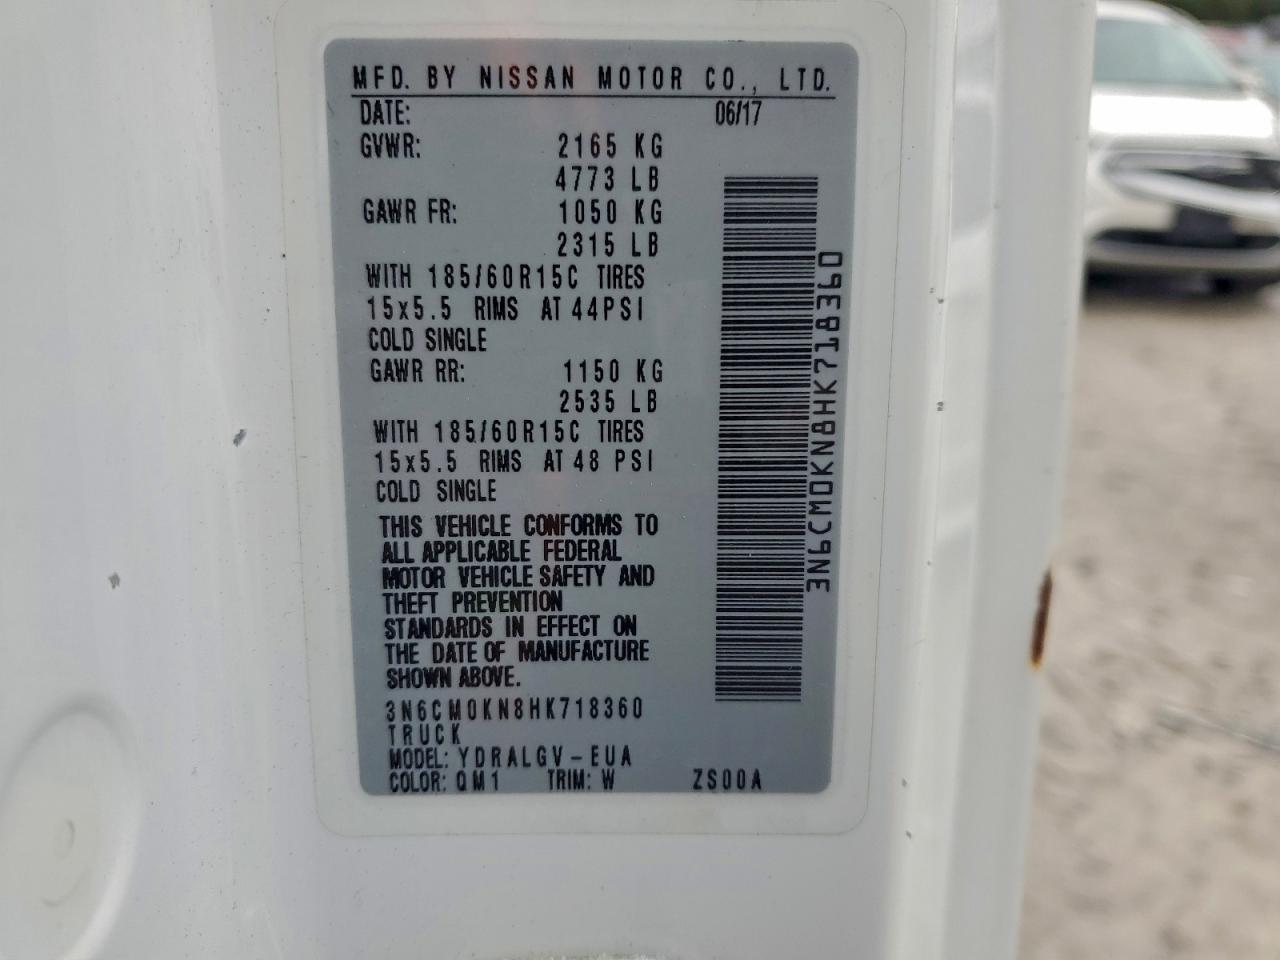 MFD. BY NISSAN MOTOR CO., LTD.
DATE: 06/17
GVWR: 2165 KG
4773 LB
GAWR FR: 1050 KG
2315 LB
WITH 185/60R15C TIRES
15x5.5 RIMS AT 44PSI
COLD SINGLE
GAWR RR: 1150 KG
2535 LB
WITH 185/60R15C TIRES
15x5.5 RIMS AT 48 PSI
COLD SINGLE
THIS VEHICLE CONFORMS TO
ALL APPLICABLE FEDERAL
MOTOR VEHICLE SAFETY AND
THEFT PREVENTION
STANDARDS IN EFFECT ON
THE DATE OF MANUFACTURE
SHOWN ABOVE.
3N6CM0KN8HK718360
TRUCK
MODEL: YDRALGV-EUA
COLOR: QM1 TRIM: W ZS00A
3N6CM0KN8HK718360